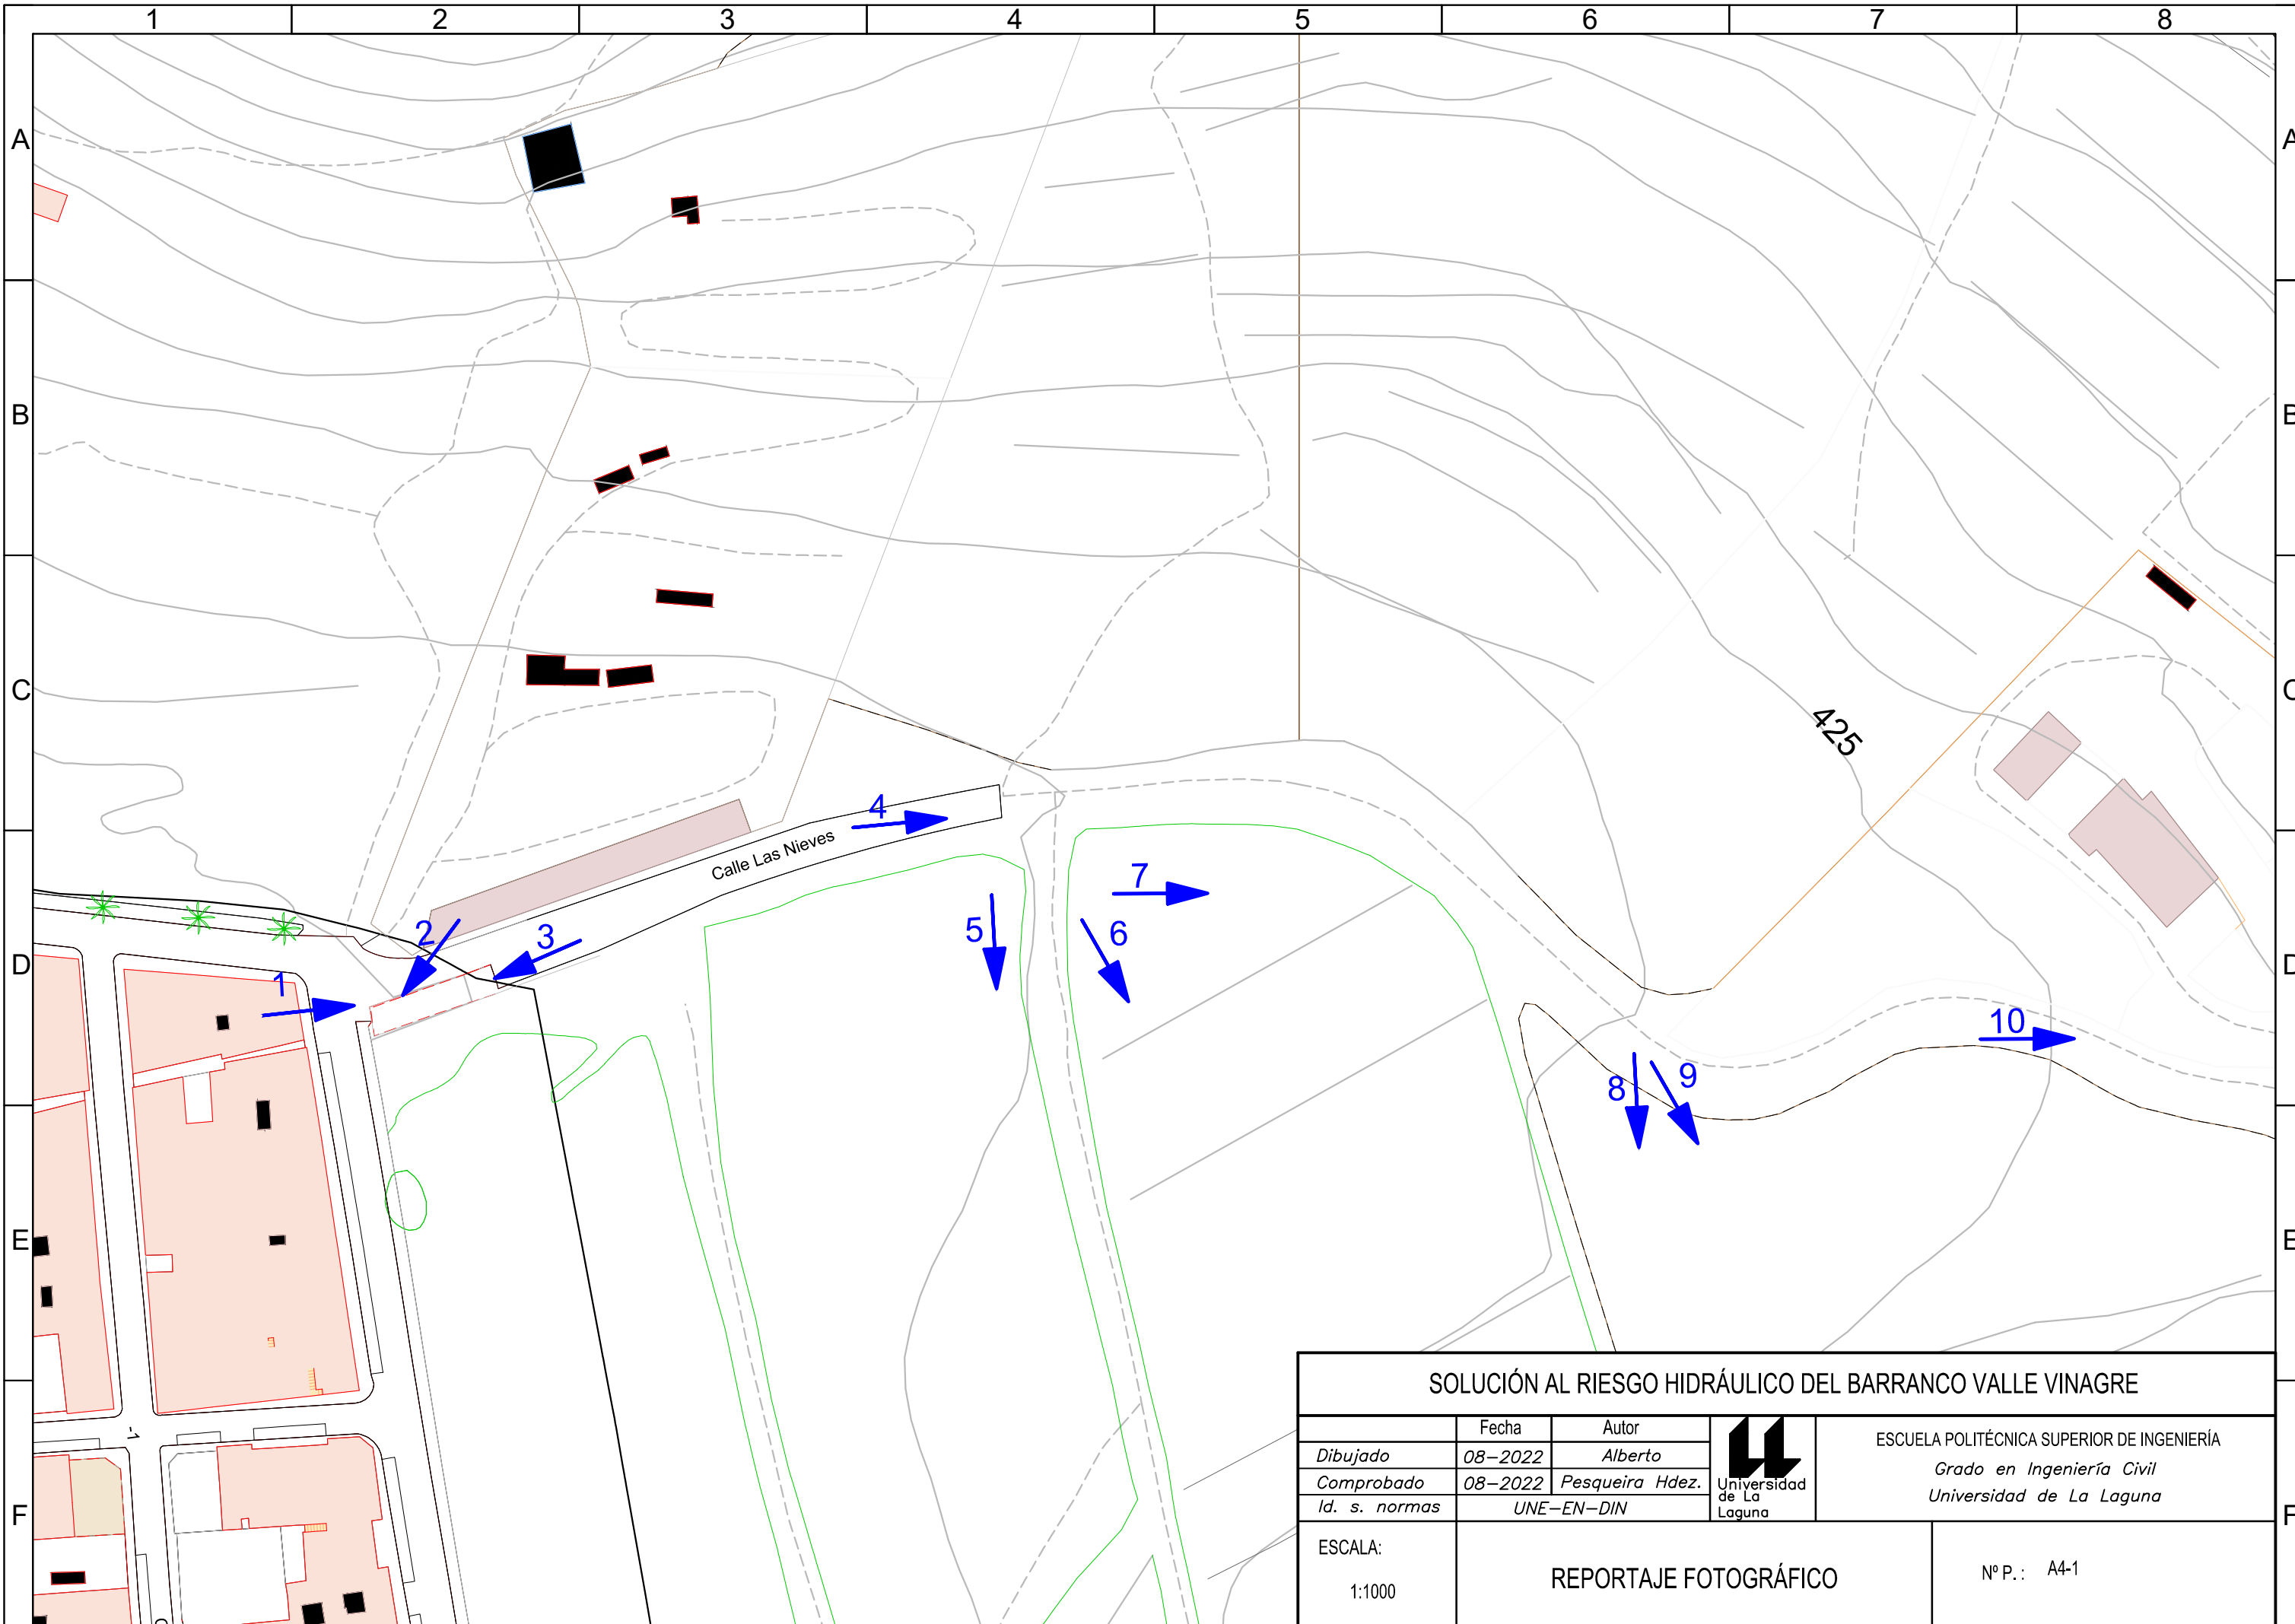 1 2 3 4 5 6 7 8
A A
B B
C C
425
4
Calle Las Nieves
7
2 3 5 6
D D
1
10
8 9
E E
-1
F F
SOLUCIÓN AL RIESGO HIDRÁULICO DEL BARRANCO VALLE VINAGRE
Fecha Autor
Dibujado 08-2022 Alberto
Comprobado 08-2022 Pesqueira Hdez.
Id. s. normas UNE-EN-DIN
Universidad
de La
Laguna
ESCUELA POLITÉCNICA SUPERIOR DE INGENIERÍA
Grado en Ingeniería Civil
Universidad de La Laguna
ESCALA:
1:1000
REPORTAJE FOTOGRÁFICO
Nº P.: A4-1